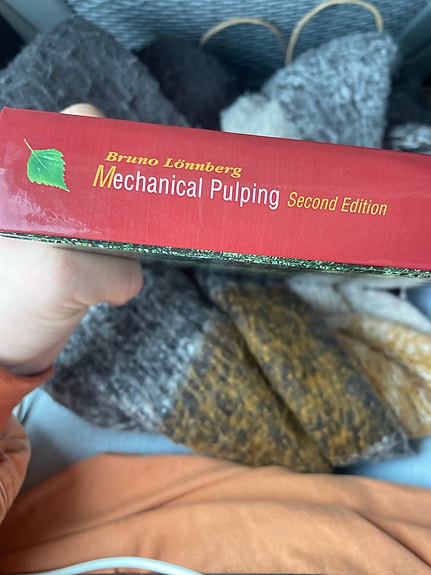 Bruno Lönnberg
Mechanical Pulping Second Edition